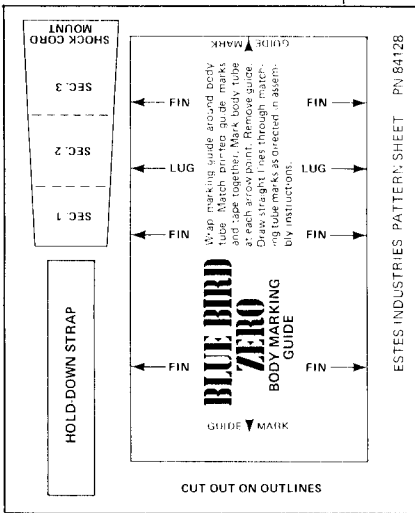 SHOCK CORD
MOUNT
SEC. 3
SEC. 2
SEC. 1
HOLD-DOWN STRAP
GUIDE MARK
FIN
LUG
FIN
FIN
Wrap marking guide around body
tube. Match printed guide marks
and tape together. Mark body tube
at each arrow point. Remove guide.
Draw straight lines through match-
ing tube marks as directed in assem-
bly instructions.
BLUE BIRD
ZERO
BODY MARKING
GUIDE
FIN
LUG
FIN
FIN
GUIDE MARK
CUT OUT ON OUTLINES
ESTES INDUSTRIES PATTERN SHEET PN 84128